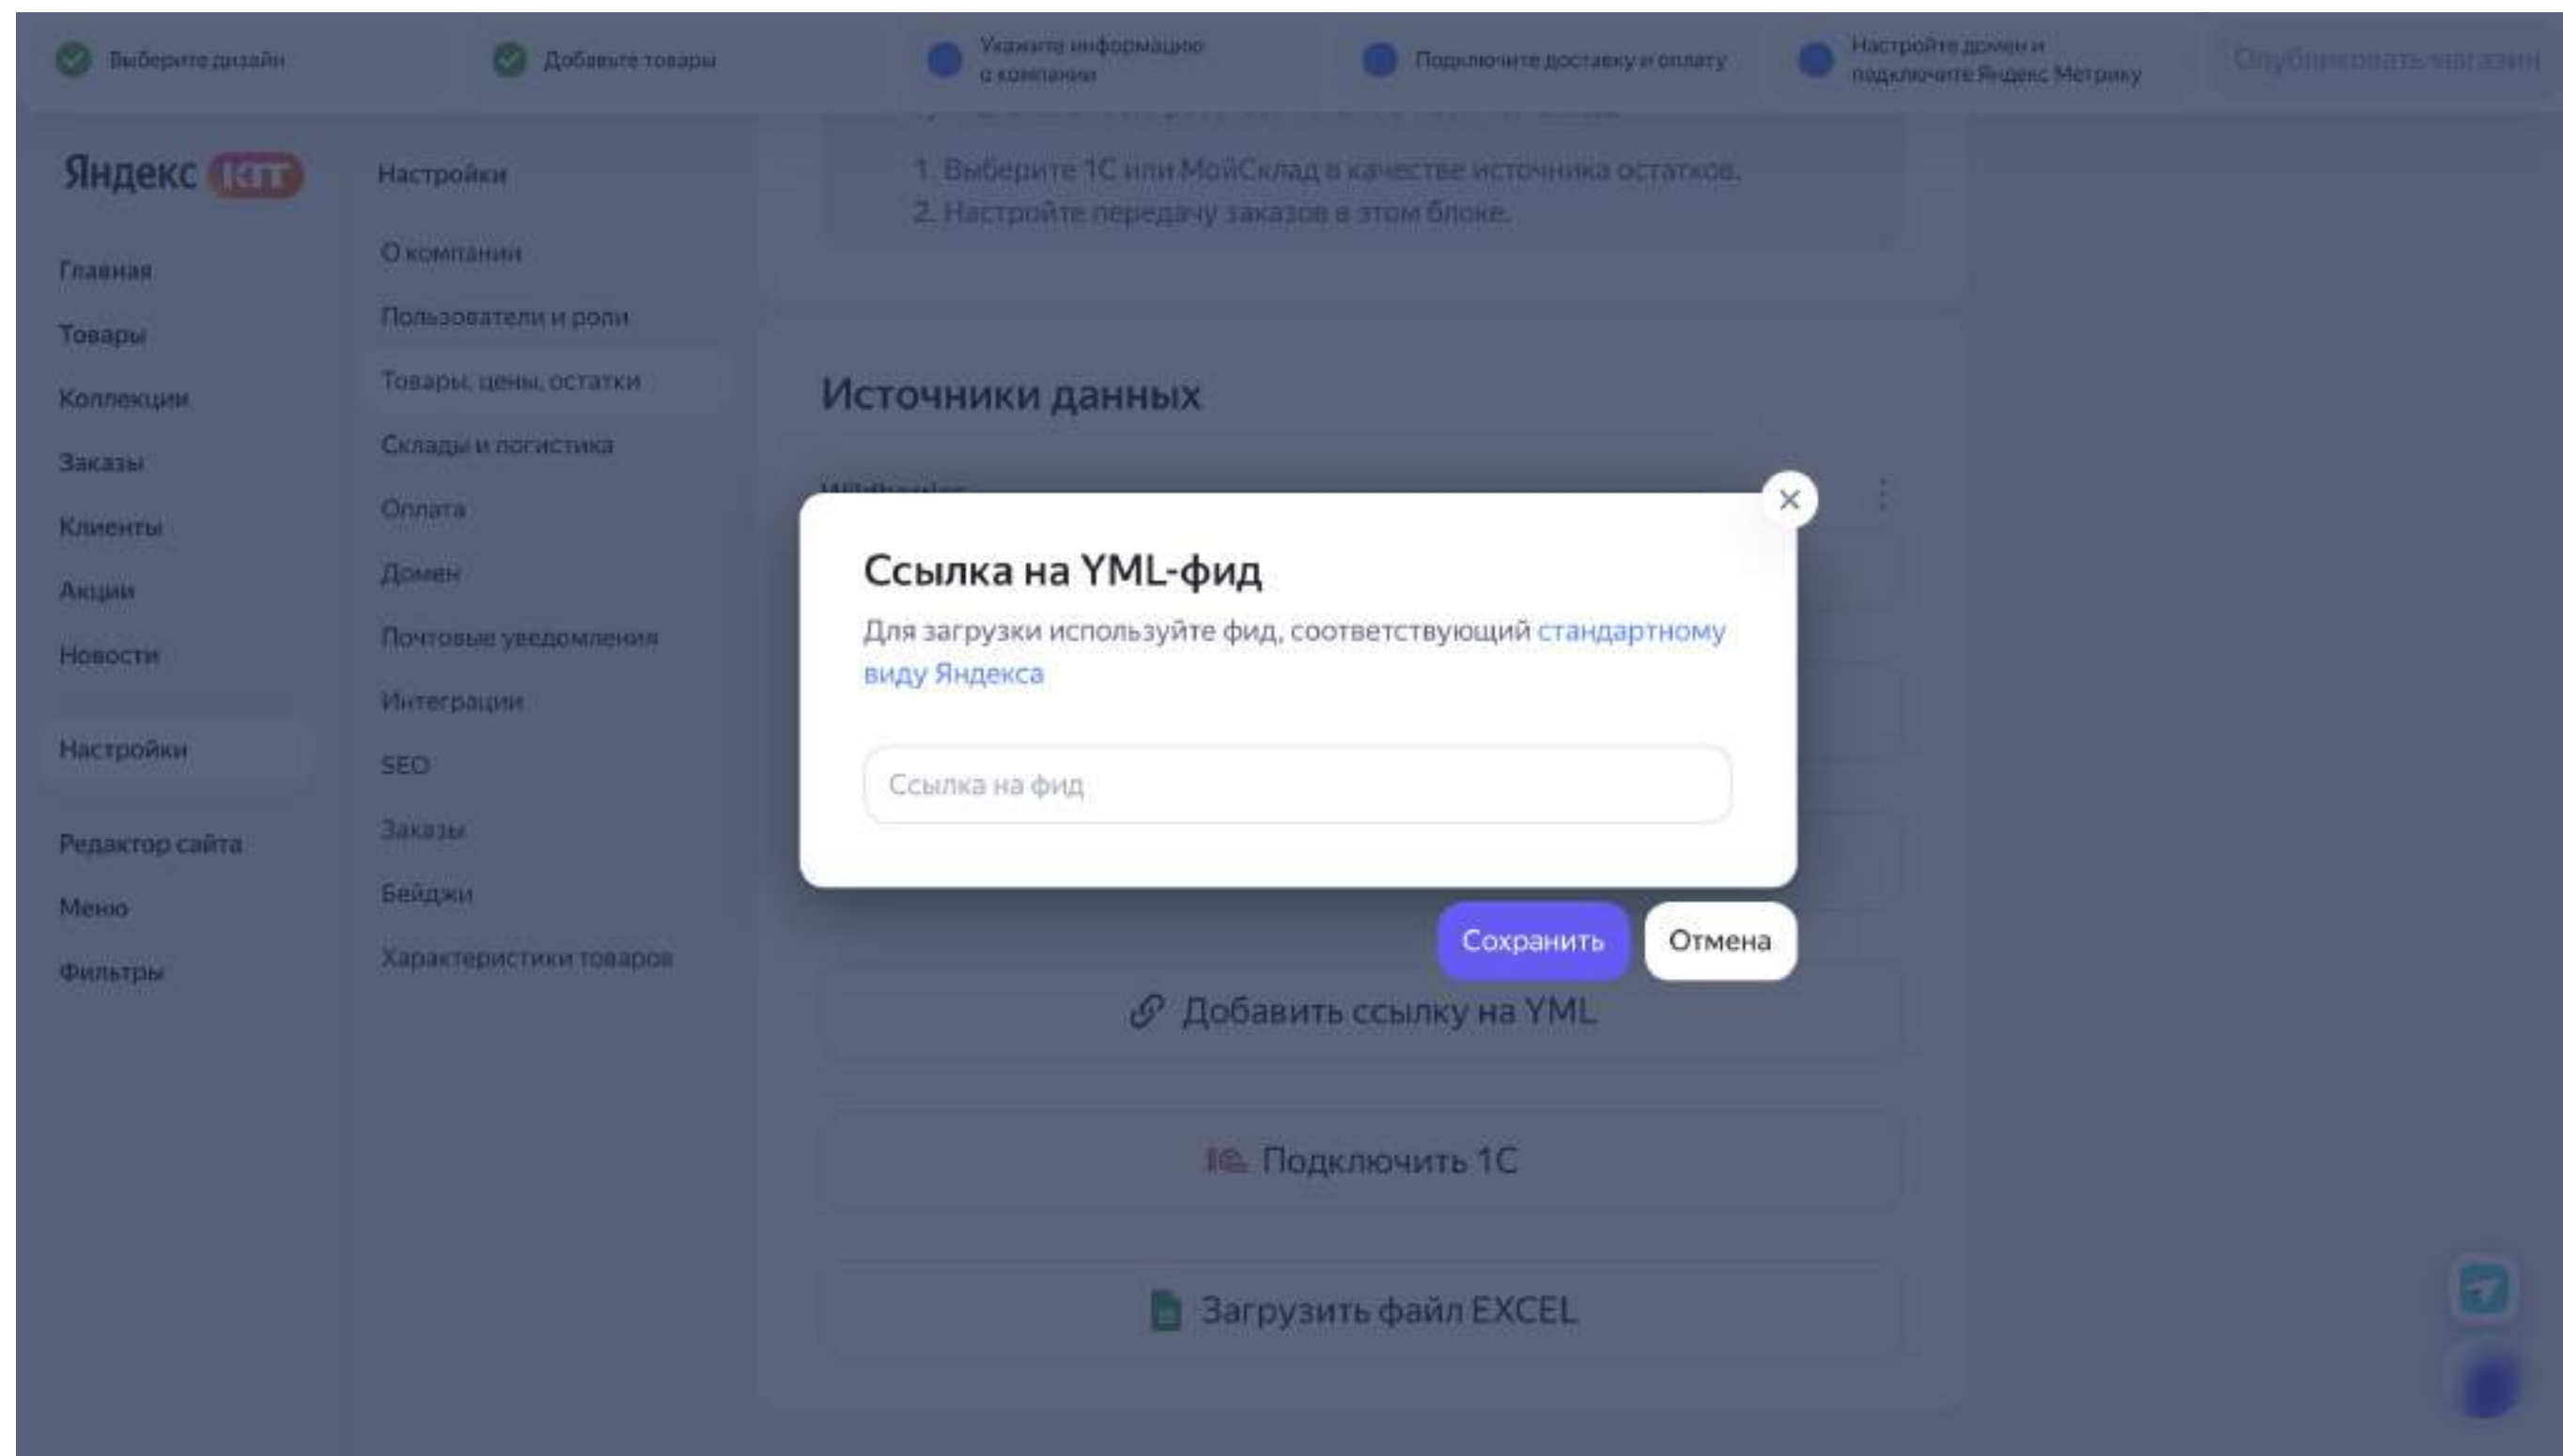 Выберите дизайн
Добавьте товары
Укажите информацию
о компании
Подключите доставку и оплату
Настройте домен и
подключите Яндекс Метрику
Опубликовать магазин
Яндекс KIT
Главная
Товары
Коллекции
Заказы
Клиенты
Акции
Новости
Настройки
Редактор сайта
Меню
Фильтры
Настройки
О компании
Пользователи и роли
Товары, цены, остатки
Склады и логистика
Оплата
Домен
Почтовые уведомления
Интеграции
SEO
Заказы
Бейджи
Характеристики товаров
1. Выберите 1С или МойСклад в качестве источника остатков.
2. Настройте передачу заказов в этом блоке.
Источники данных
Ссылка на YML-фид
Для загрузки используйте фид, соответствующий стандартному
виду Яндекса
Ссылка на фид
Сохранить
Отмена
Добавить ссылку на YML
Подключить 1С
Загрузить файл EXCEL